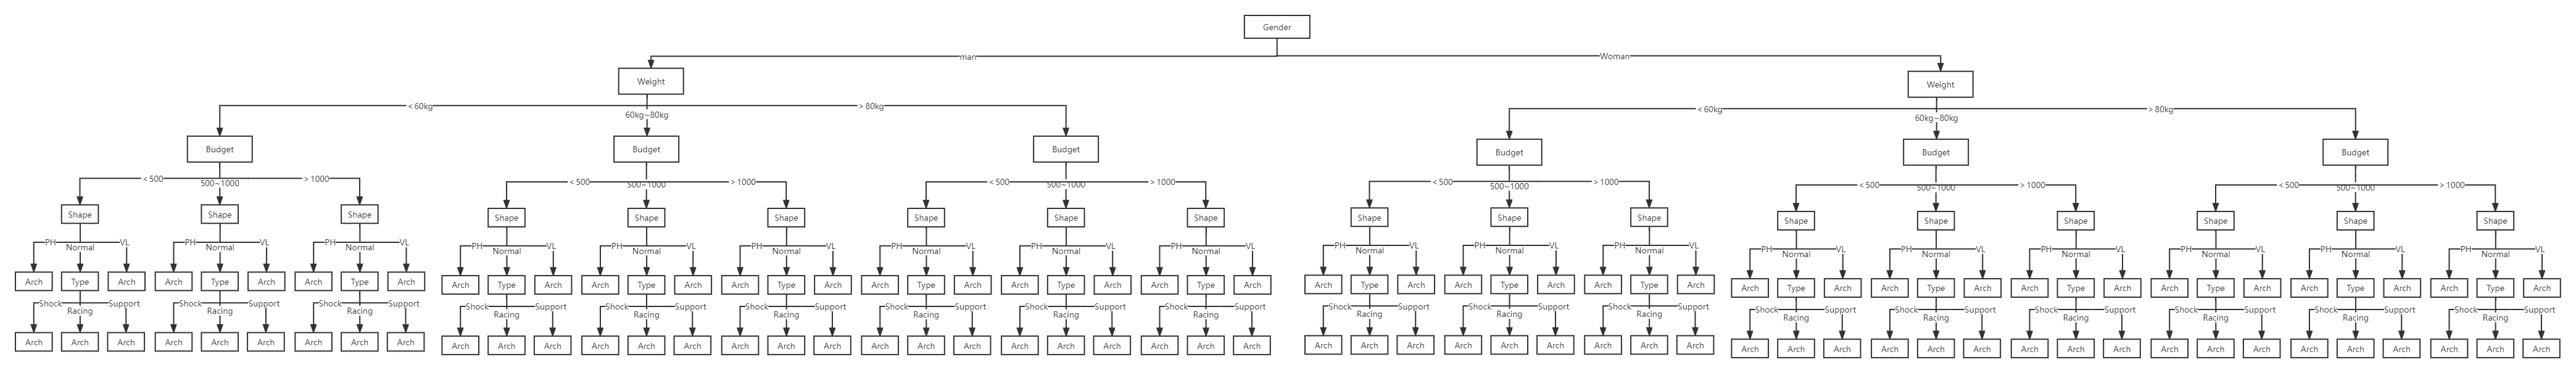 Gender
man Woman
Weight Weight
< 60kg > 80kg < 60kg > 80kg
60kg~80kg 60kg~80kg
Budget Budget Budget Budget Budget Budget
< 500 500~1000 > 1000 < 500 500~1000 > 1000 < 500 500~1000 > 1000 < 500 500~1000 > 1000 < 500 500~1000 > 1000 < 500 500~1000 > 1000
Shape Shape Shape Shape Shape Shape Shape Shape Shape Shape Shape Shape Shape Shape Shape Shape Shape Shape
PH Normal VL PH Normal VL PH Normal VL PH Normal VL PH Normal VL PH Normal VL PH Normal VL PH Normal VL PH Normal VL PH Normal VL PH Normal VL PH Normal VL PH Normal VL PH Normal VL PH Normal VL PH Normal VL PH Normal VL PH Normal VL
Arch Type Arch Arch Type Arch Arch Type Arch Arch Type Arch Arch Type Arch Arch Type Arch Arch Type Arch Arch Type Arch Arch Type Arch Arch Type Arch Arch Type Arch Arch Type Arch Arch Type Arch Arch Type Arch Arch Type Arch Arch Type Arch Arch Type Arch Arch Type Arch
Shock Racing Support Shock Racing Support Shock Racing Support Shock Racing Support Shock Racing Support Shock Racing Support Shock Racing Support Shock Racing Support Shock Racing Support Shock Racing Support Shock Racing Support Shock Racing Support Shock Racing Support Shock Racing Support Shock Racing Support Shock Racing Support Shock Racing Support Shock Racing Support
Arch Arch Arch Arch Arch Arch Arch Arch Arch Arch Arch Arch Arch Arch Arch Arch Arch Arch Arch Arch Arch Arch Arch Arch Arch Arch Arch Arch Arch Arch Arch Arch Arch Arch Arch Arch Arch Arch Arch Arch Arch Arch Arch Arch Arch Arch Arch Arch Arch Arch Arch Arch Arch Arch